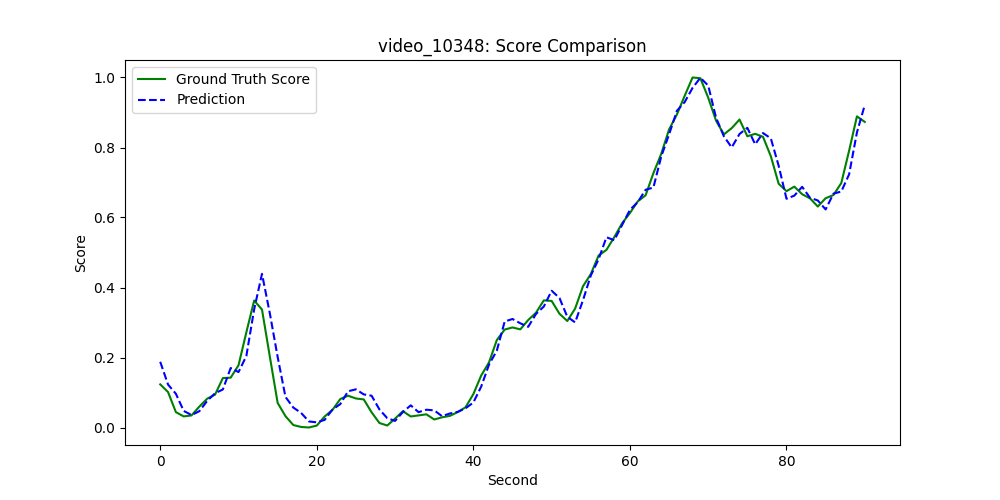 video_10348: Score Comparison
Ground Truth Score
Prediction
1.0
0.8
0.6
0.4
0.2
0.0
Score
0 20 40 60 80
Second